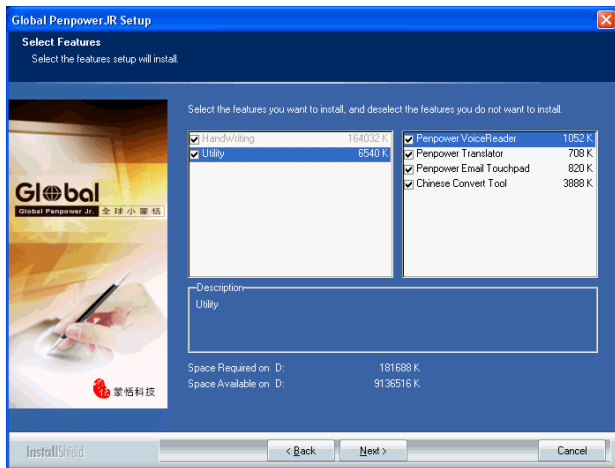 Global PenpowerJR Setup
Select Features
Select the features setup will install.
Select the features you want to install, and deselect the features you do not want to install.
HandWriting 164032 K
Utility 6540 K
Penpower VoiceReader 1052 K
Penpower Translator 708 K
Penpower Email Touchpad 820 K
Chinese Convert Tool 3888 K
Global
Global Penpower Jr. 全球小蒙恬
Description
Utility
Space Required on D: 181688 K
Space Available on D: 9136516 K
蒙恬科技
InstallShield
< Back
Next >
Cancel